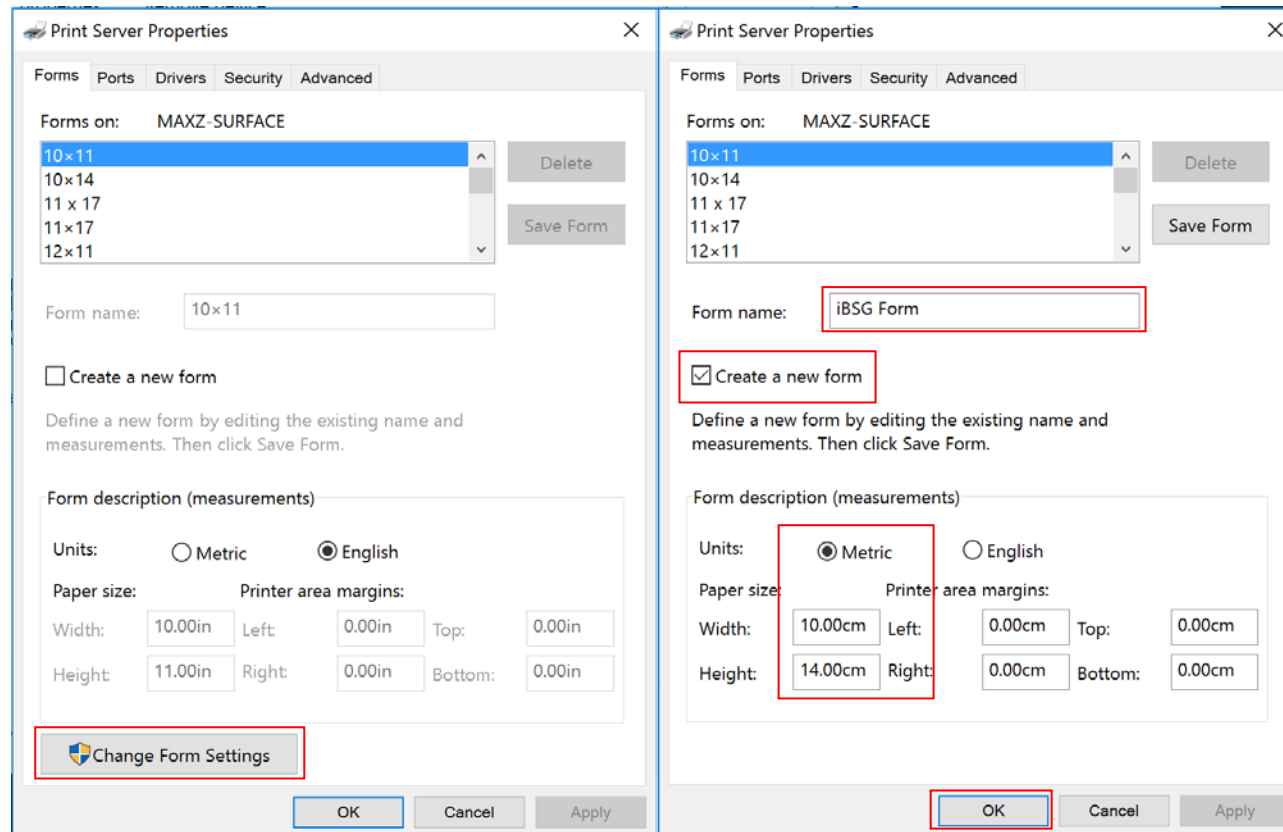 Print Server Properties
Forms Ports Drivers Security Advanced
Forms on: MAXZ-SURFACE
10×11
10×14
11 x 17
11×17
12×11
Delete
Save Form
Form name: 10×11
Create a new form
Define a new form by editing the existing name and
measurements. Then click Save Form.
Form description (measurements)
Units: Metric English
Paper size: Printer area margins:
Width: 10.00in Left: 0.00in Top: 0.00in
Height: 11.00in Right: 0.00in Bottom: 0.00in
Change Form Settings
OK Cancel Apply
Print Server Properties
Forms Ports Drivers Security Advanced
Forms on: MAXZ-SURFACE
10×11
10×14
11 x 17
11×17
12×11
Delete
Save Form
Form name: iBSG Form
Create a new form
Define a new form by editing the existing name and
measurements. Then click Save Form.
Form description (measurements)
Units: Metric English
Paper size: Printer area margins:
Width: 10.00cm Left: 0.00cm Top: 0.00cm
Height: 14.00cm Right: 0.00cm Bottom: 0.00cm
OK Cancel Apply